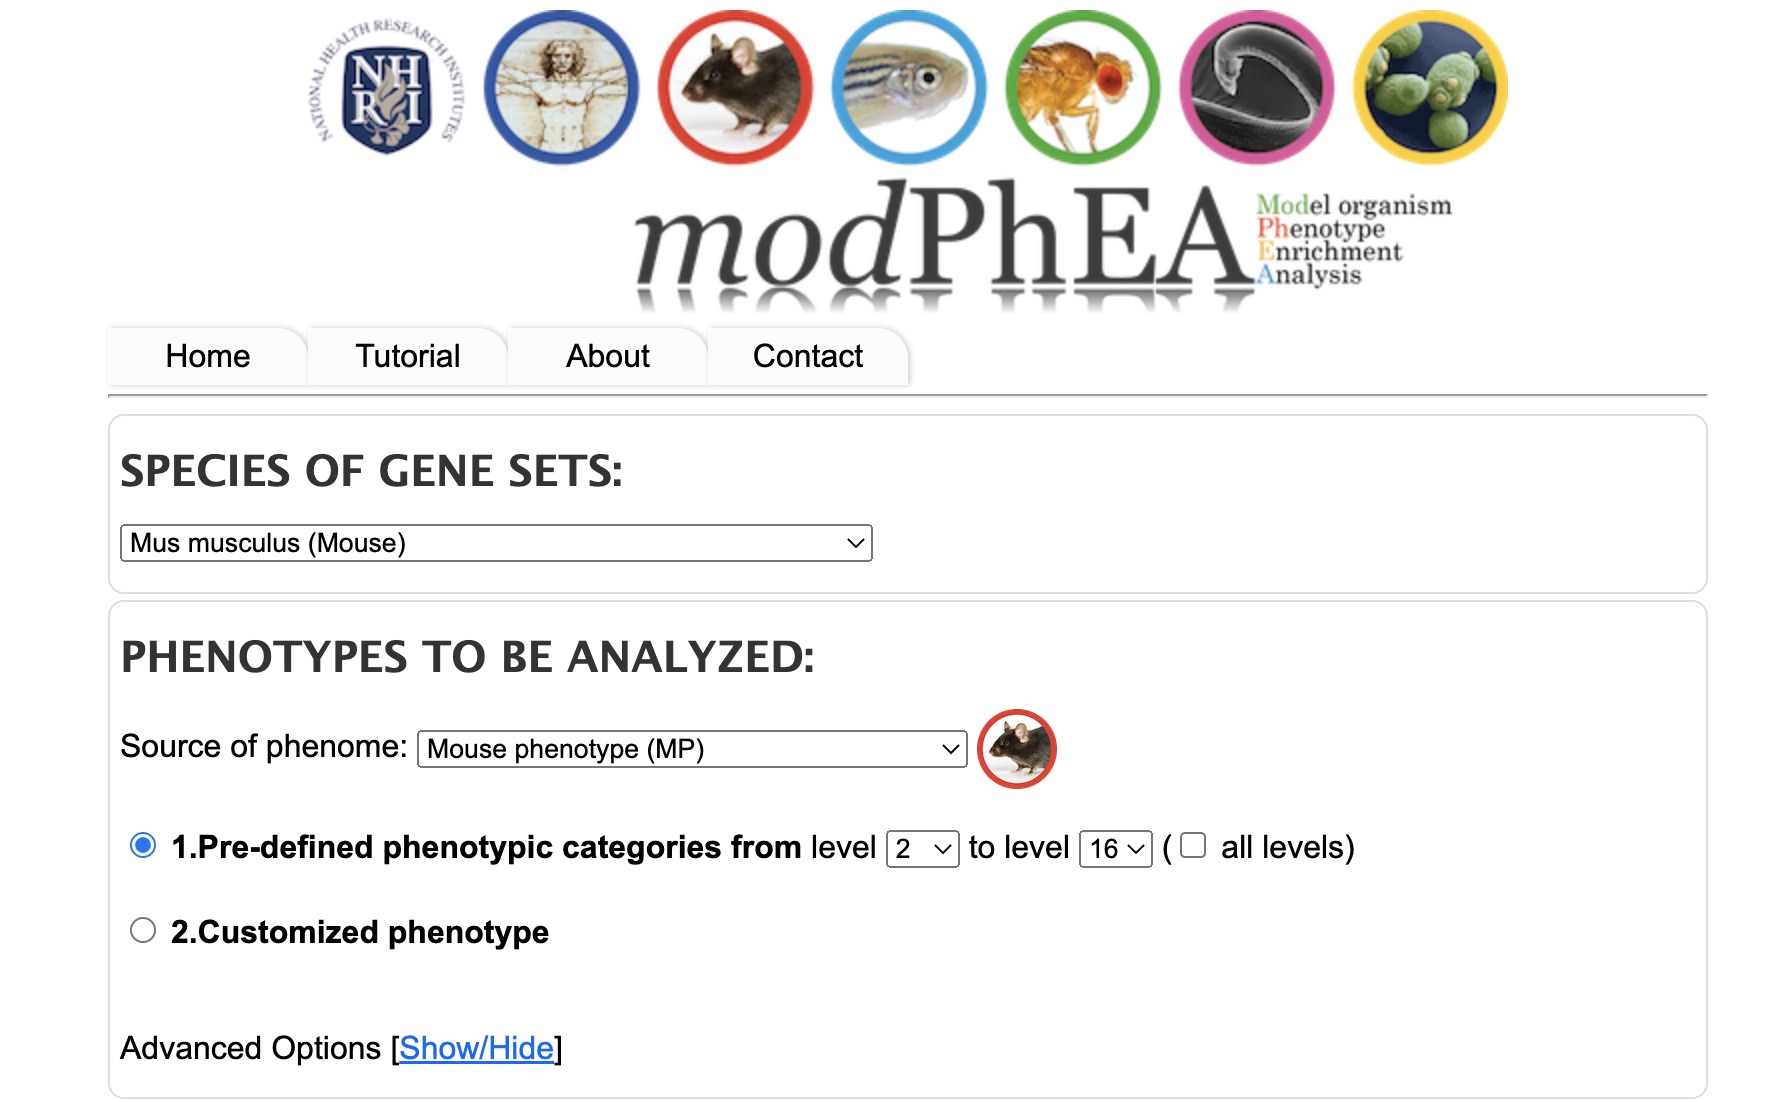 NATIONAL HEALTH RESEARCH INSTITUTES
NH
RI
modPhEA
Model organism
Phenotype
Enrichment
Analysis
Home Tutorial About Contact
SPECIES OF GENE SETS:
Mus musculus (Mouse)
PHENOTYPES TO BE ANALYZED:
Source of phenome: Mouse phenotype (MP)
1.Pre-defined phenotypic categories from level 2 to level 16 ( all levels)
2.Customized phenotype
Advanced Options [Show/Hide]